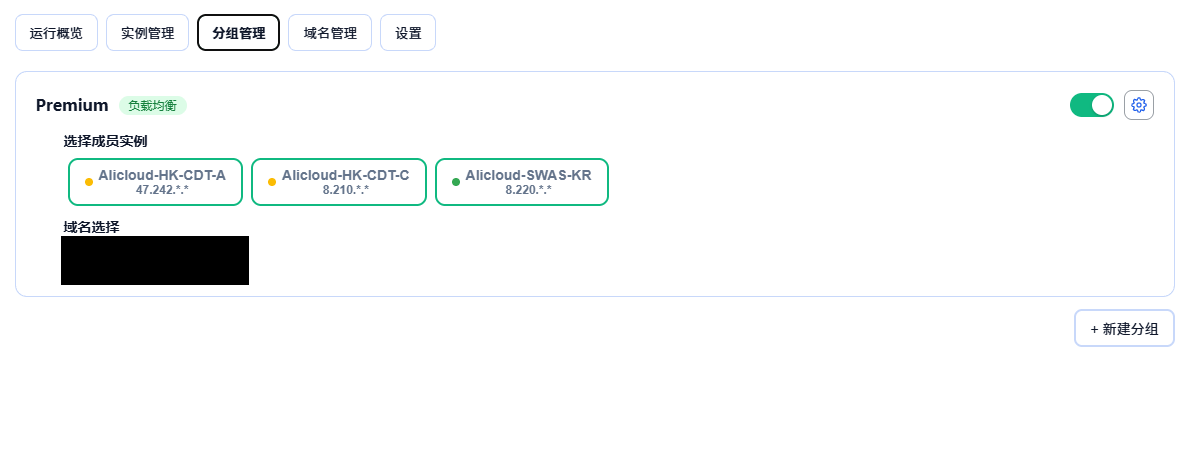 运行概览
实例管理
分组管理
域名管理
设置
Premium 负载均衡
选择成员实例
Alicloud-HK-CDT-A
47.242.*.*
Alicloud-HK-CDT-C
8.210.*.*
Alicloud-SWAS-KR
8.220.*.*
域名选择
+ 新建分组